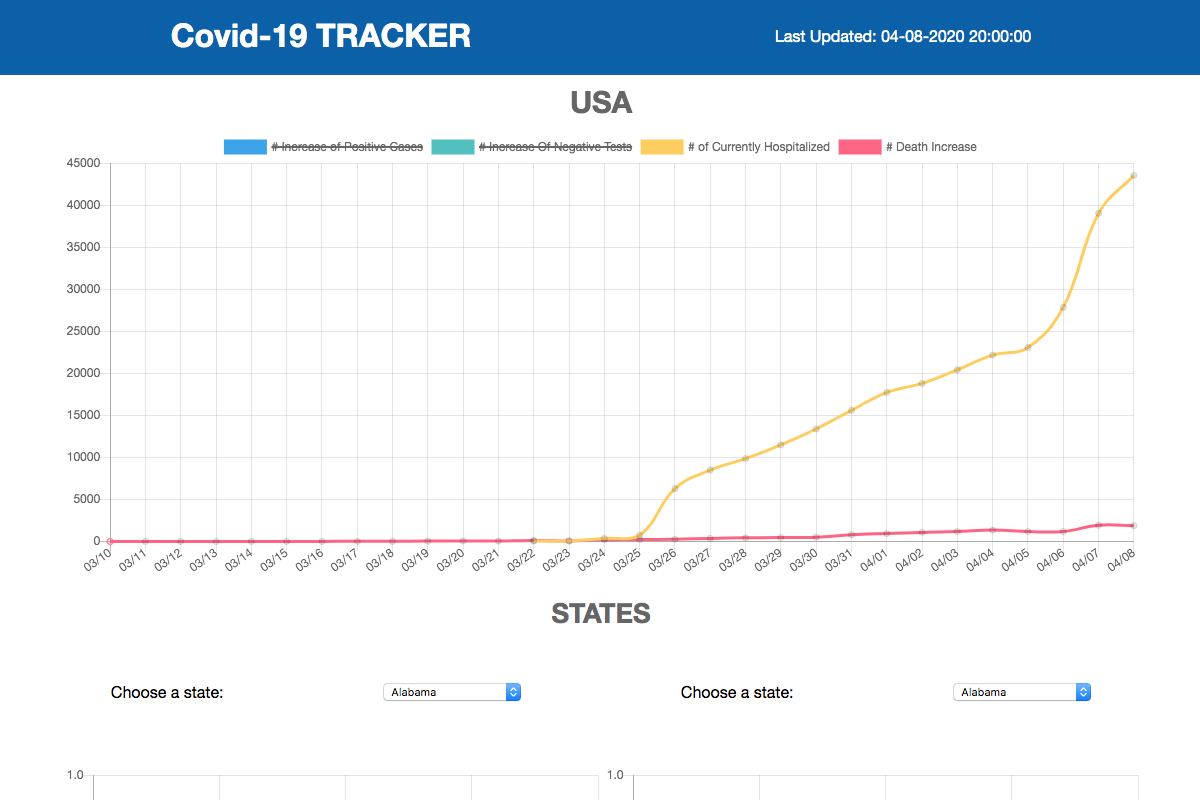 Covid-19 TRACKER
Last Updated: 04-08-2020 20:00:00
USA
# Increase of Positive Cases # Increase Of Negative Tests # of Currently Hospitalized # Death Increase
45000
40000
35000
30000
25000
20000
15000
10000
5000
0
03/10 03/11 03/12 03/13 03/14 03/15 03/16 03/17 03/18 03/19 03/20 03/21 03/22 03/23 03/24 03/25 03/26 03/27 03/28 03/29 03/30 03/31 04/01 04/02 04/03 04/04 04/05 04/06 04/07 04/08
STATES
Choose a state: Alabama
Choose a state: Alabama
1.0
1.0